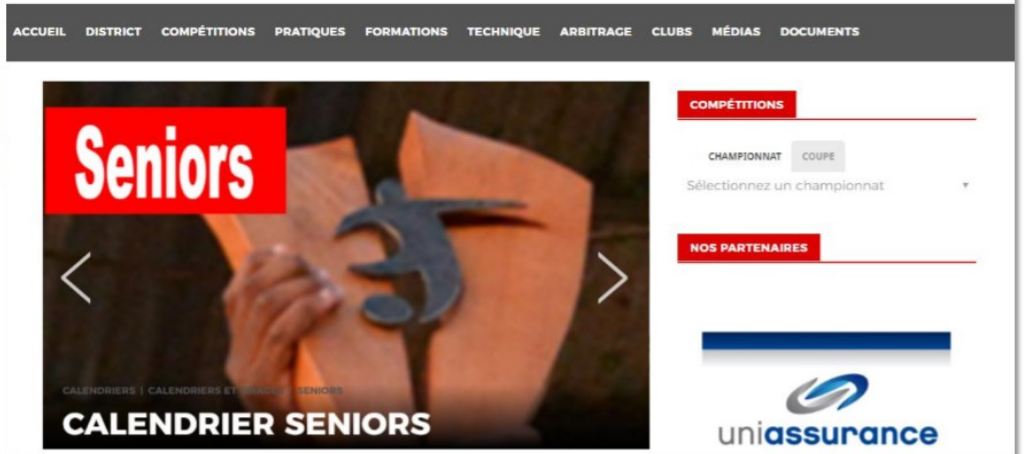 ACCUEIL DISTRICT COMPÉTITIONS PRATIQUES FORMATIONS TECHNIQUE ARBITRAGE CLUBS MÉDIAS DOCUMENTS
Seniors
CALENDRIERS | CALENDRIERS ET | SENIORS
CALENDRIER SENIORS
COMPÉTITIONS
CHAMPIONNAT COUPE
Sélectionnez un championnat
NOS PARTENAIRES
uniassurance